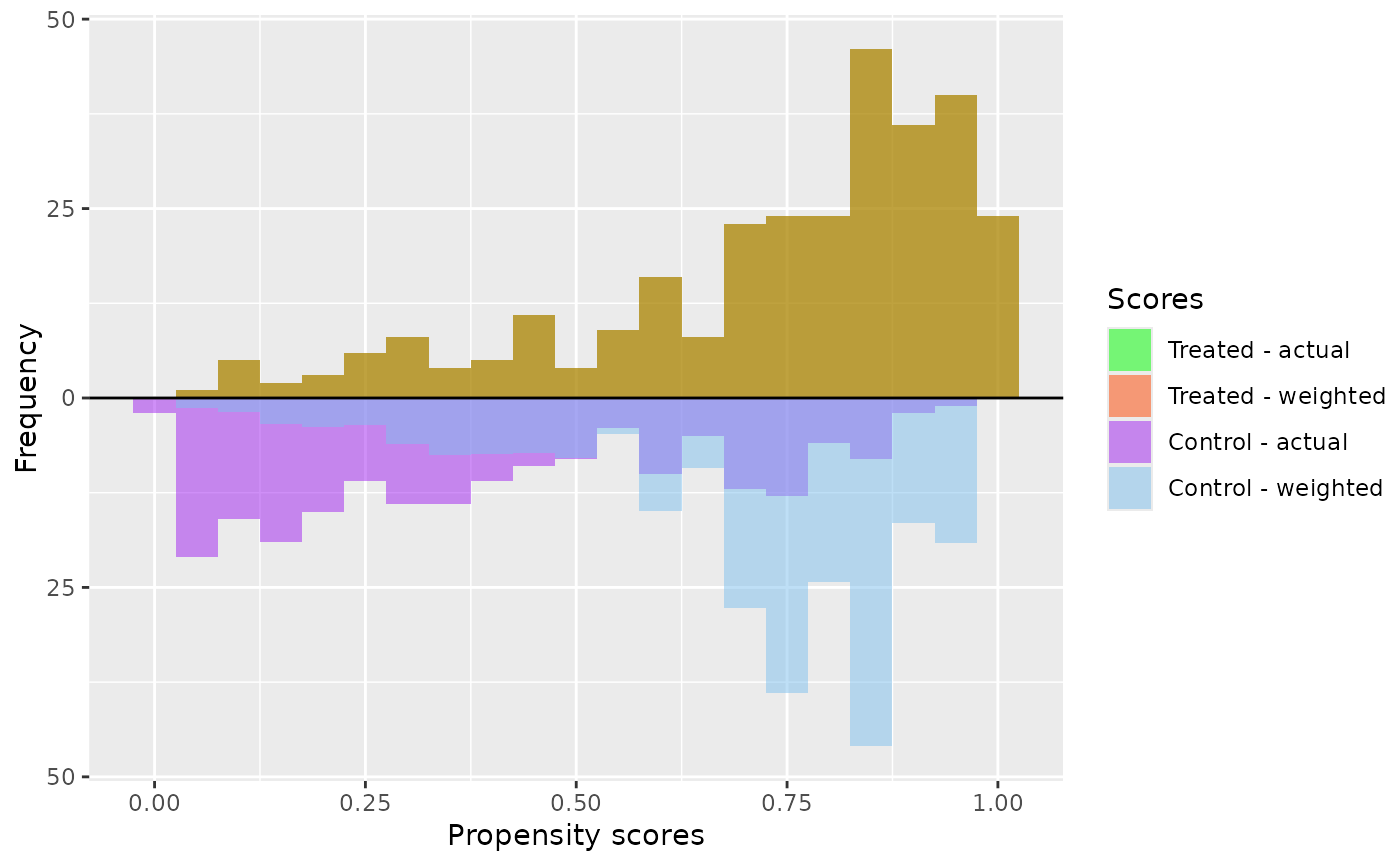 50
25
0
25
50
Frequency
0.00 0.25 0.50 0.75 1.00
Propensity scores
Scores
Treated - actual
Treated - weighted
Control - actual
Control - weighted